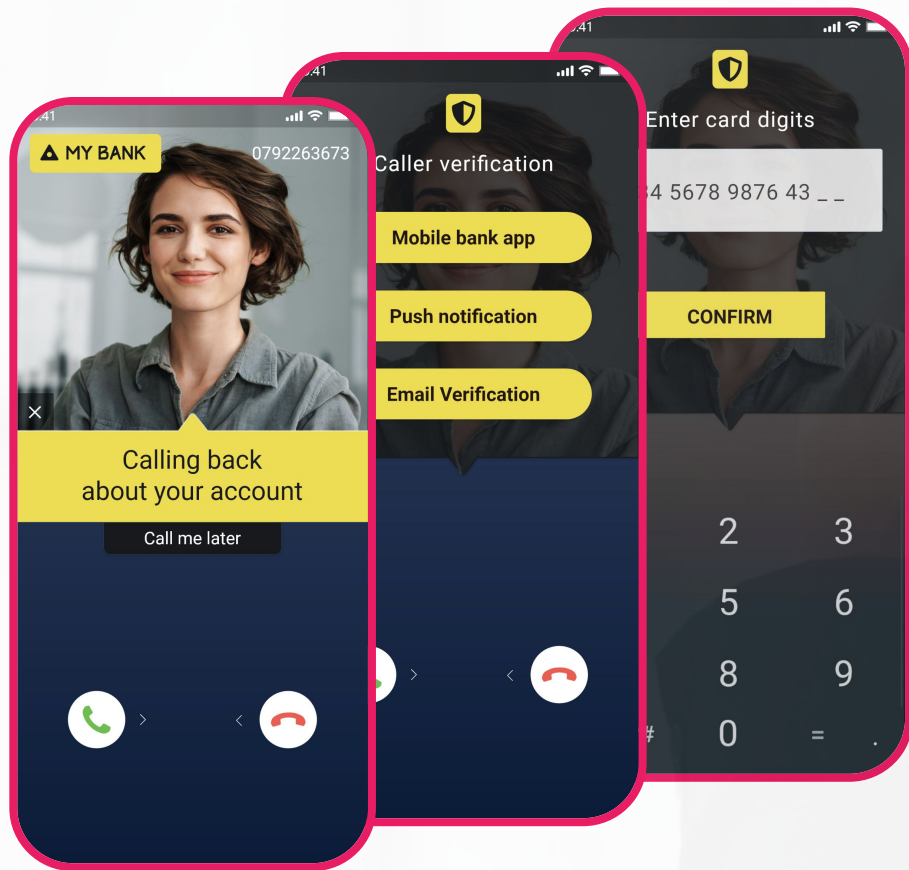 MY BANK
0792263673
Calling back
about your account
Call me later
Caller verification
Mobile bank app
Push notification
Email Verification
Enter card digits
34 5678 9876 43 _ _
CONFIRM
2 3
5 6
8 9
# 0 = .